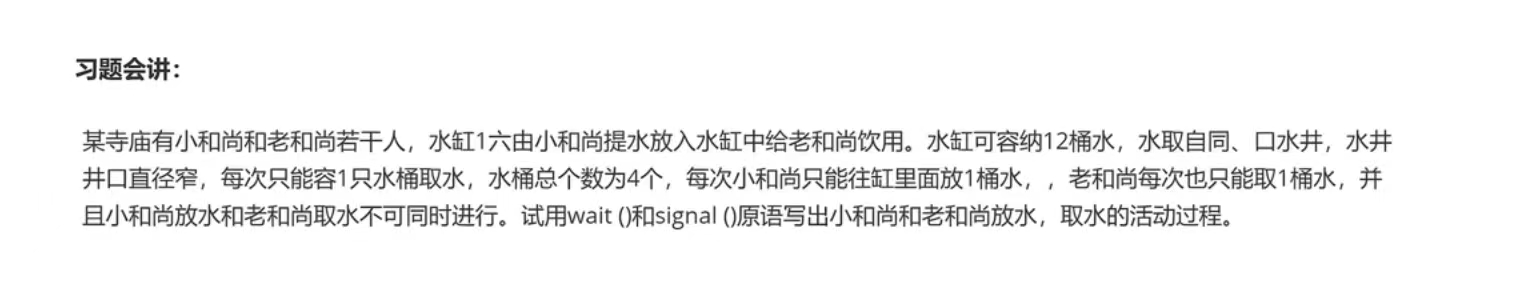 习题会讲：
某寺庙有小和尚和老和尚若干人，水缸1六由小和尚提水放入水缸中给老和尚饮用。水缸可容纳12桶水，水取自同、口水井，水井
井口直径窄，每次只能容1只水桶取水，水桶总个数为4个，每次小和尚只能往缸里面放1桶水，，老和尚每次也只能取1桶水，并
且小和尚放水和老和尚取水不可同时进行。试用wait ()和signal ()原语写出小和尚和老和尚放水，取水的活动过程。